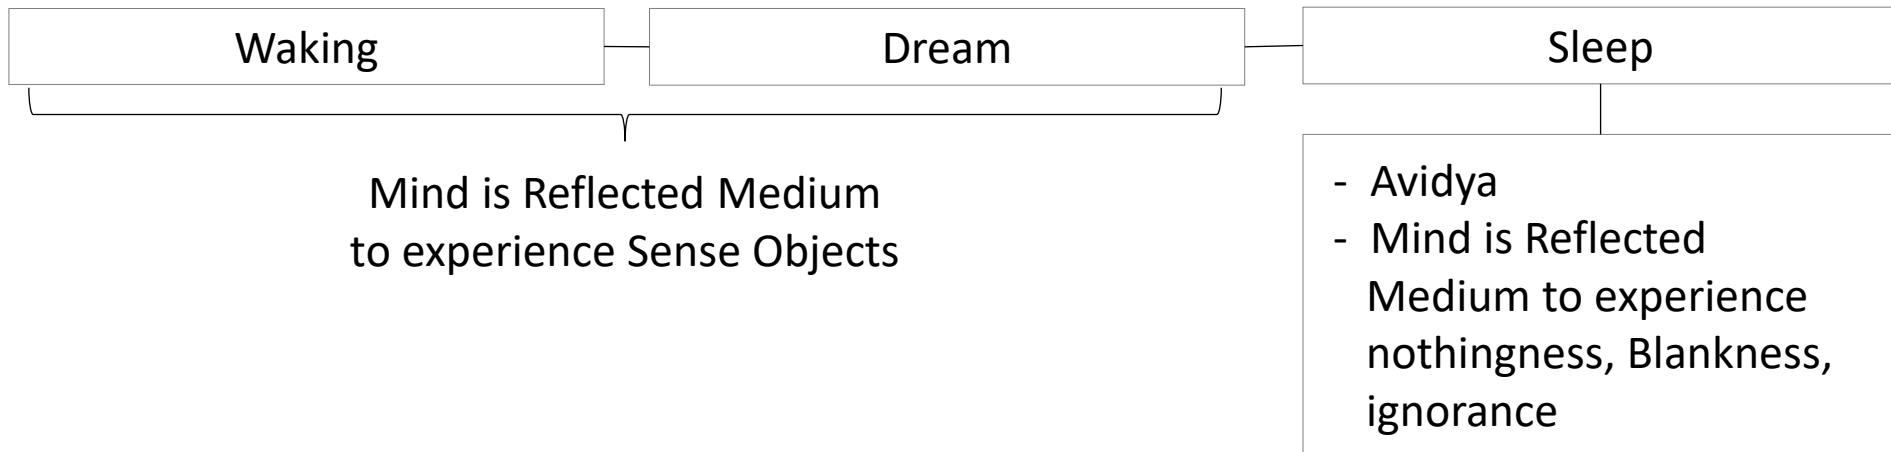 Waking
Dream
Sleep
Mind is Reflected Medium
to experience Sense Objects
- Avidya
- Mind is Reflected
Medium to experience
nothingness, Blankness,
ignorance